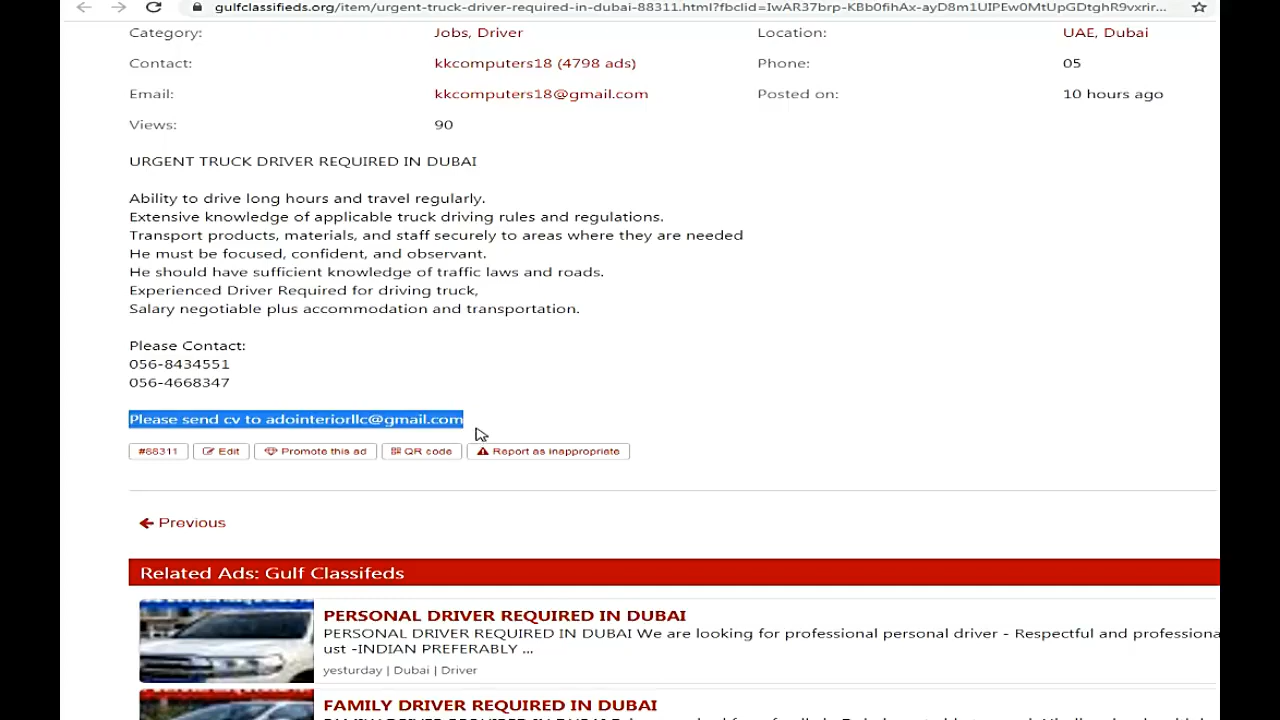 gulfclassifieds.org/item/urgent-truck-driver-required-in-dubai-88311.html?fbclid=IwAR37brp-KBb0fihAx-ayD8m1UIPEw0MtUpGDtghR9vxrir...
Category: Jobs, Driver Location: UAE, Dubai
Contact: kkcomputers18 (4798 ads) Phone: 05
Email: kkcomputers18@gmail.com Posted on: 10 hours ago
Views: 90
URGENT TRUCK DRIVER REQUIRED IN DUBAI
Ability to drive long hours and travel regularly.
Extensive knowledge of applicable truck driving rules and regulations.
Transport products, materials, and staff securely to areas where they are needed
He must be focused, confident, and observant.
He should have sufficient knowledge of traffic laws and roads.
Experienced Driver Required for driving truck,
Salary negotiable plus accommodation and transportation.
Please Contact:
056-8434551
056-4668347
Please send cv to adointeriorllc@gmail.com
#88311 Edit Promote this ad QR code Report as inappropriate
Previous
Related Ads: Gulf Classifeds
PERSONAL DRIVER REQUIRED IN DUBAI
PERSONAL DRIVER REQUIRED IN DUBAI We are looking for professional personal driver - Respectful and professiona
ust -INDIAN PREFERABLY ...
yesturday | Dubai | Driver
FAMILY DRIVER REQUIRED IN DUBAI